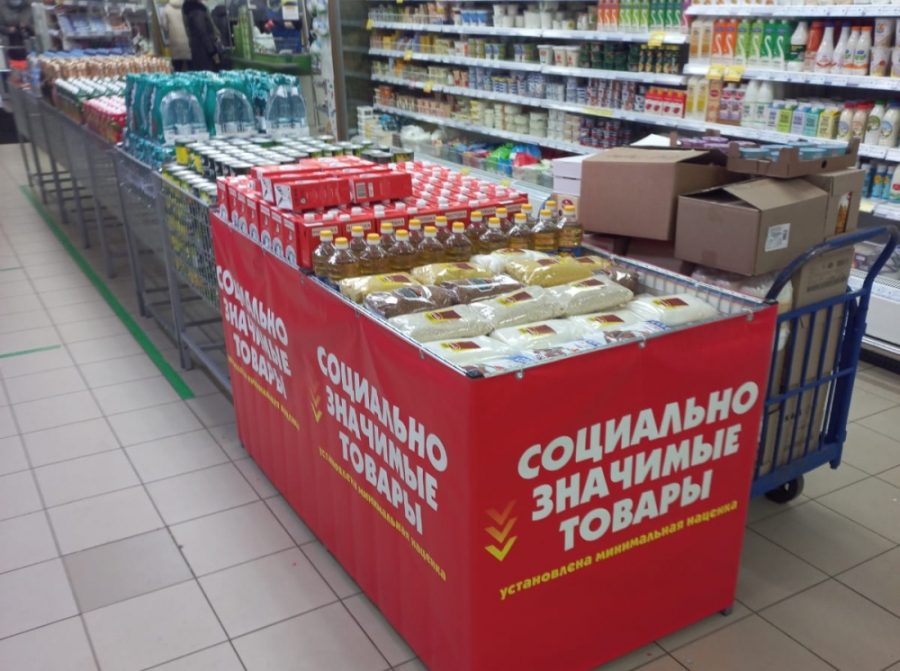 СОЦИАЛЬНО
ЗНАЧИМЫЕ
ТОВАРЫ
СОЦИАЛЬНО
ЗНАЧИМЫЕ
ТОВАРЫ
установлена минимальная наценка
СОЦИАЛЬНО
ЗНАЧИМЫЕ
ТОВАРЫ
установлена минимальная наценка